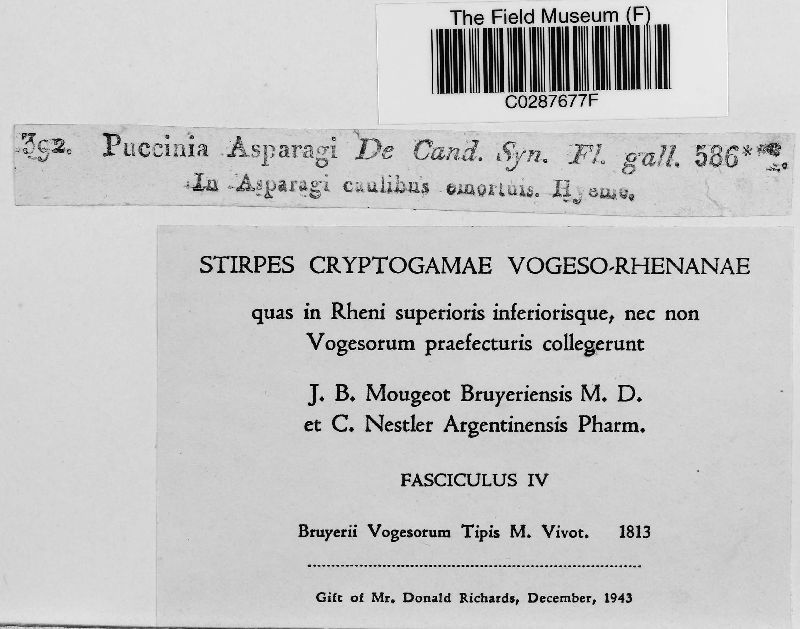 The Field Museum (F)
C0287677F
392. Puccinia Asparagi De Cand. Syn. Fl. gall. 586***
In Asparagi caulibus emortuis. Hyeme.
STIRPES CRYPTOGAMAE VOGESO-RHENANAE
quas in Rheni superioris inferiorisque, nec non
Vogesorum praefecturis collegerunt
J. B. Mougeot Bruyeriensis M. D.
et C. Nestler Argentinensis Pharm.
FASCICULUS IV
Bruyerii Vogesorum Tipis M. Vivot. 1813
Gift of Mr. Donald Richards, December, 1943